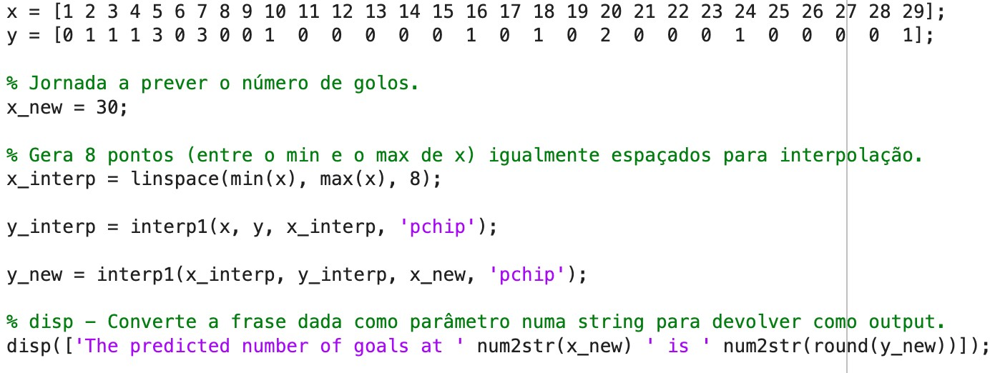 x = [1 2 3 4 5 6 7 8 9 10 11 12 13 14 15 16 17 18 19 20 21 22 23 24 25 26 27 28 29];
y = [0 1 1 1 3 0 3 0 0 1 0 0 0 0 0 1 0 1 0 2 0 0 0 1 0 0 0 0 1];
% Jornada a prever o número de golos.
x_new = 30;
% Gera 8 pontos (entre o min e o max de x) igualmente espaçados para interpolação.
x_interp = linspace(min(x), max(x), 8);
y_interp = interp1(x, y, x_interp, 'pchip');
y_new = interp1(x_interp, y_interp, x_new, 'pchip');
% disp – Converte a frase dada como parâmetro numa string para devolver como output.
disp(['The predicted number of goals at ' num2str(x_new) ' is ' num2str(round(y_new))]);